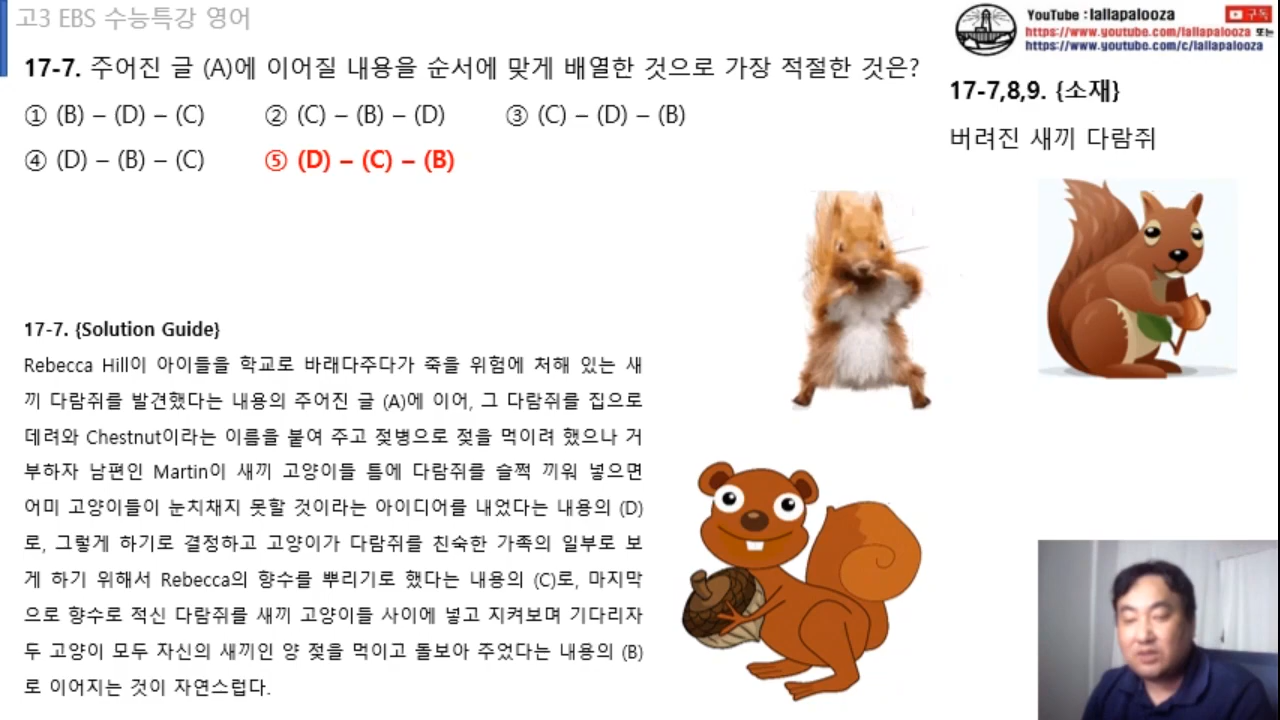 고3 EBS 수능특강 영어
YouTube : lallapalooza
구독
https://www.youtube.com/lallapalooza 또는
https://www.youtube.com/c/lallapalooza
17-7. 주어진 글 (A)에 이어질 내용을 순서에 맞게 배열한 것으로 가장 적절한 것은?
① (B) – (D) – (C) ② (C) – (B) – (D) ③ (C) – (D) – (B)
④ (D) – (B) – (C) ⑤ (D) – (C) – (B)
17-7,8,9. {소재}
버려진 새끼 다람쥐
17-7. {Solution Guide}
Rebecca Hill이 아이들을 학교로 바래다주다가 죽을 위험에 처해 있는 새
끼 다람쥐를 발견했다는 내용의 주어진 글 (A)에 이어, 그 다람쥐를 집으로
데려와 Chestnut이라는 이름을 붙여 주고 젖병으로 젖을 먹이려 했으나 거
부하자 남편인 Martin이 새끼 고양이들 틈에 다람쥐를 슬쩍 끼워 넣으면
어미 고양이들이 눈치채지 못할 것이라는 아이디어를 내었다는 내용의 (D)
로, 그렇게 하기로 결정하고 고양이가 다람쥐를 친숙한 가족의 일부로 보
게 하기 위해서 Rebecca의 향수를 뿌리기로 했다는 내용의 (C)로, 마지막
으로 향수로 적신 다람쥐를 새끼 고양이들 사이에 넣고 지켜보며 기다리자
두 고양이 모두 자신의 새끼인 양 젖을 먹이고 돌보아 주었다는 내용의 (B)
로 이어지는 것이 자연스럽다.